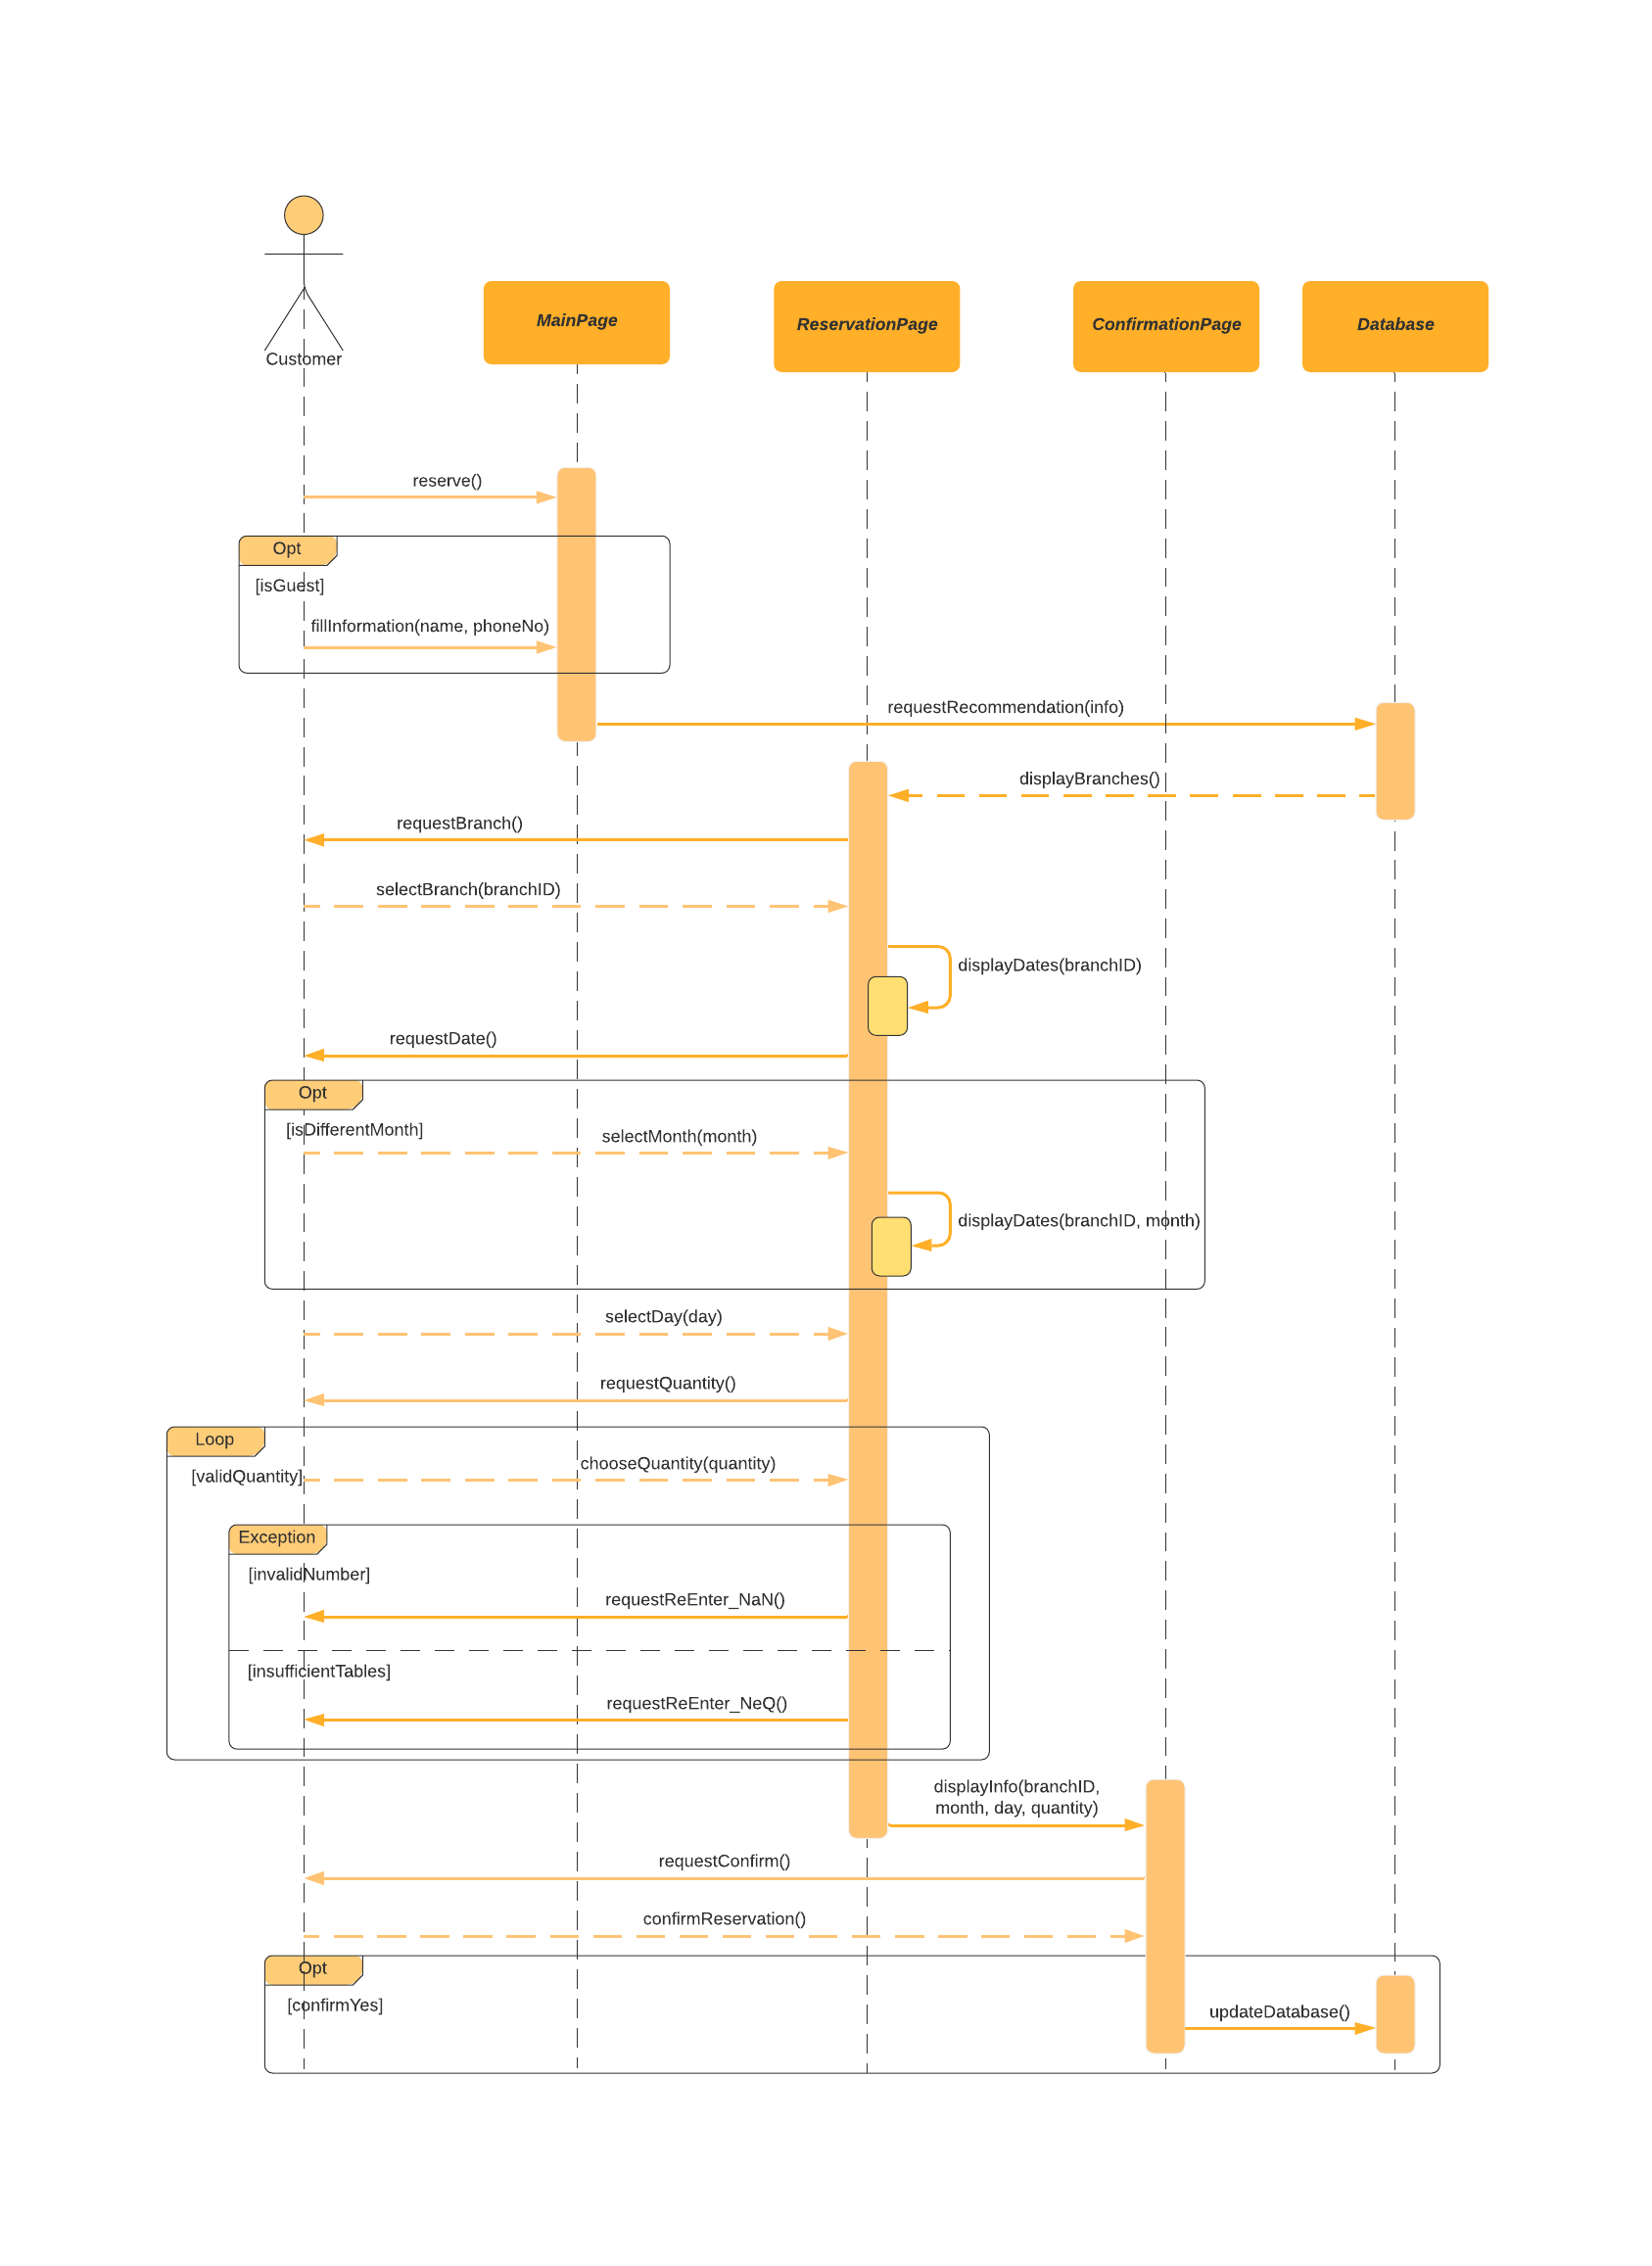 Customer
MainPage
ReservationPage
ConfirmationPage
Database
reserve()
Opt
[isGuest]
fillInformation(name, phoneNo)
requestRecommendation(info)
displayBranches()
requestBranch()
selectBranch(branchID)
displayDates(branchID)
requestDate()
Opt
[isDifferentMonth]
selectMonth(month)
displayDates(branchID, month)
selectDay(day)
requestQuantity()
Loop
[validQuantity]
chooseQuantity(quantity)
Exception
[invalidNumber]
requestReEnter_NaN()
[insufficientTables]
requestReEnter_NeQ()
displayInfo(branchID,
month, day, quantity)
requestConfirm()
confirmReservation()
Opt
[confirmYes]
updateDatabase()